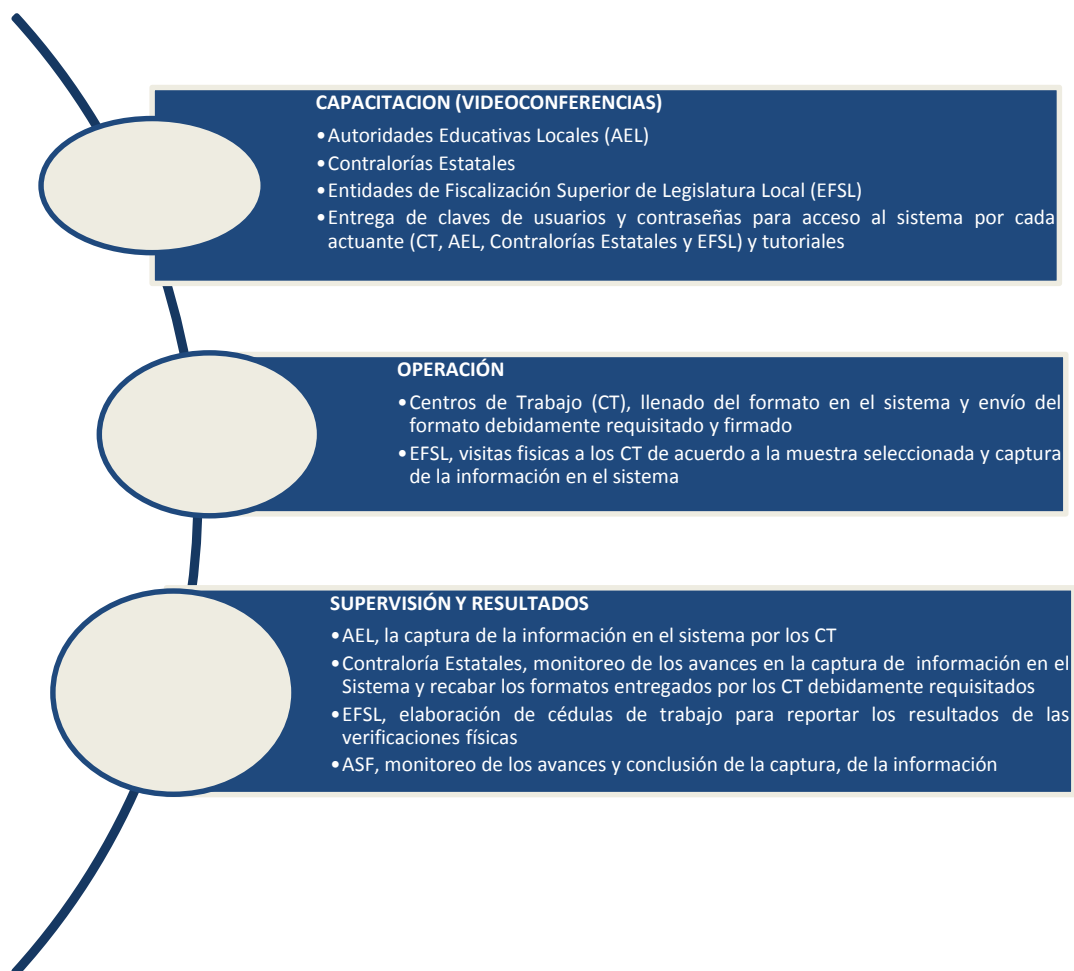 CAPACITACION (VIDEOCONFERENCIAS)
•Autoridades Educativas Locales (AEL)
•Contralorías Estatales
•Entidades de Fiscalización Superior de Legislatura Local (EFSL)
•Entrega de claves de usuarios y contraseñas para acceso al sistema por cada
actuante (CT, AEL, Contralorías Estatales y EFSL) y tutoriales
OPERACIÓN
•Centros de Trabajo (CT), llenado del formato en el sistema y envío del
formato debidamente requisitado y firmado
•EFSL, visitas fisicas a los CT de acuerdo a la muestra seleccionada y captura
de la información en el sistema
SUPERVISIÓN Y RESULTADOS
•AEL, la captura de la información en el sistema por los CT
•Contraloría Estatales, monitoreo de los avances en la captura de información en el
Sistema y recabar los formatos entregados por los CT debidamente requisitados
•EFSL, elaboración de cédulas de trabajo para reportar los resultados de las
verificaciones físicas
•ASF, monitoreo de los avances y conclusión de la captura, de la información